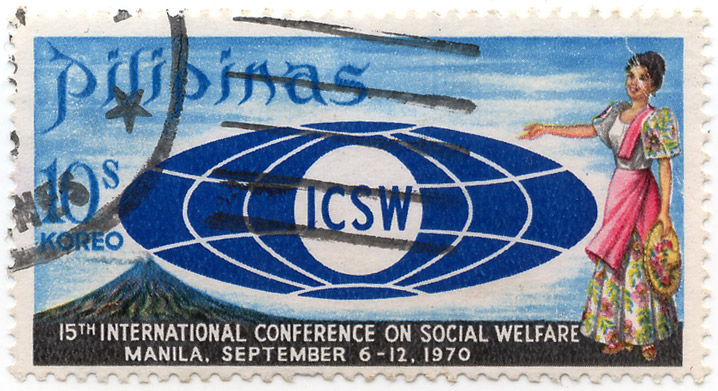 pilipinas
10s
KOREO
ICSW
15TH INTERNATIONAL CONFERENCE ON SOCIAL WELFARE
MANILA, SEPTEMBER 6-12, 1970